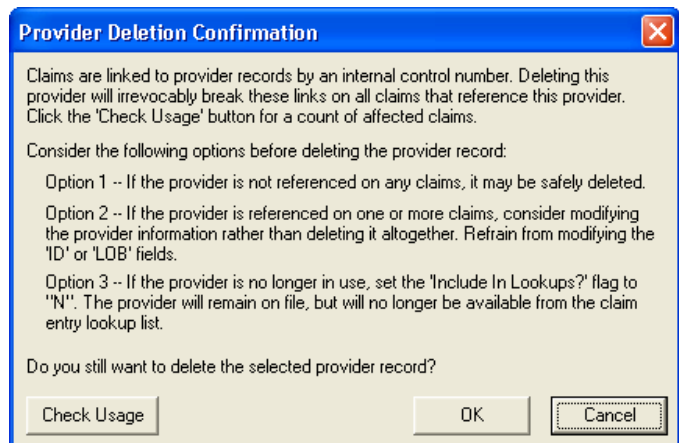 Provider Deletion Confirmation
Claims are linked to provider records by an internal control number. Deleting this
provider will irrevocably break these links on all claims that reference this provider.
Click the 'Check Usage' button for a count of affected claims.
Consider the following options before deleting the provider record:
Option 1 -- If the provider is not referenced on any claims, it may be safely deleted.
Option 2 -- If the provider is referenced on one or more claims, consider modifying
the provider information rather than deleting it altogether. Refrain from modifying the
'ID' or 'LOB' fields.
Option 3 -- If the provider is no longer in use, set the 'Include In Lookups?' flag to
"N". The provider will remain on file, but will no longer be available from the claim
entry lookup list.
Do you still want to delete the selected provider record?
Check Usage OK Cancel